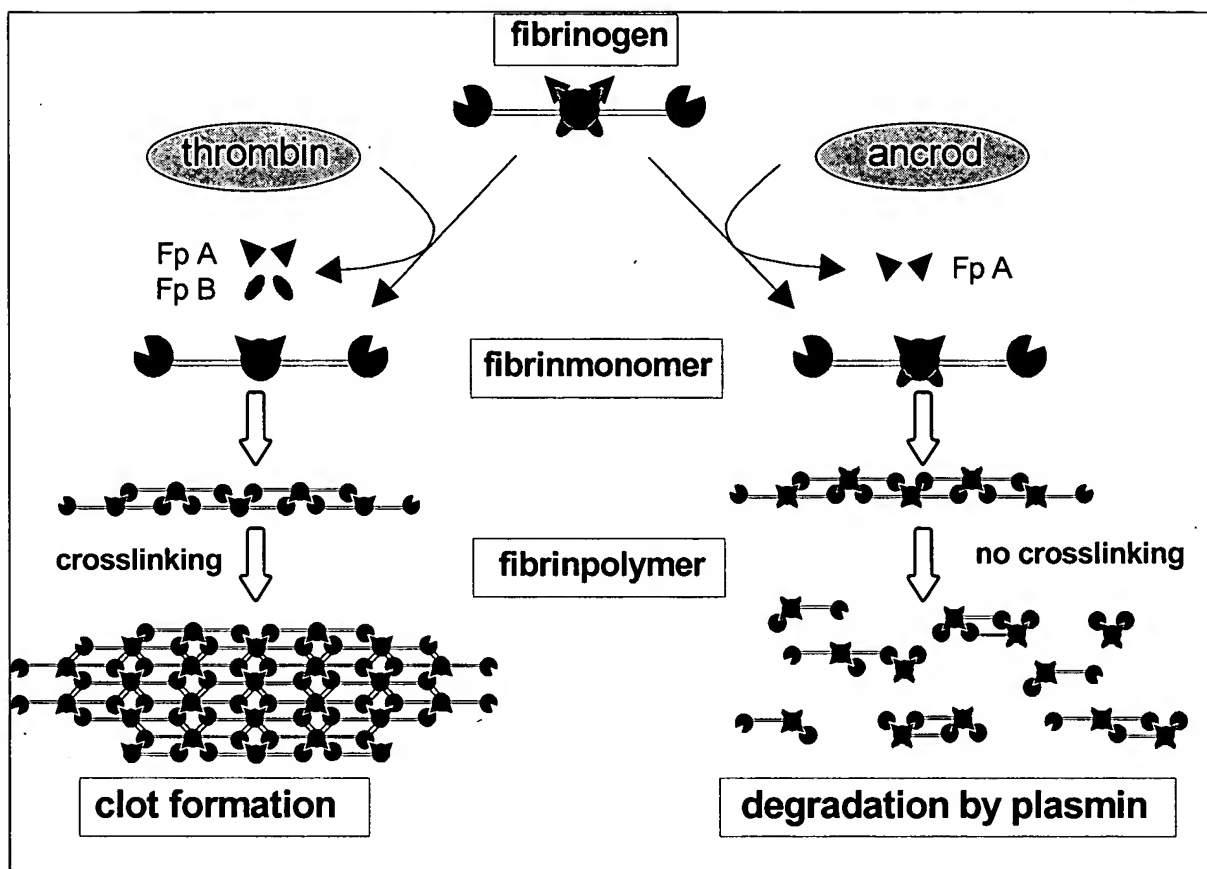 fibrinogen
thrombin
ancrod
Fp A
Fp B
Fp A
fibrinmonomer
crosslinking
fibrinpolymer
no crosslinking
clot formation
degradation by plasmin